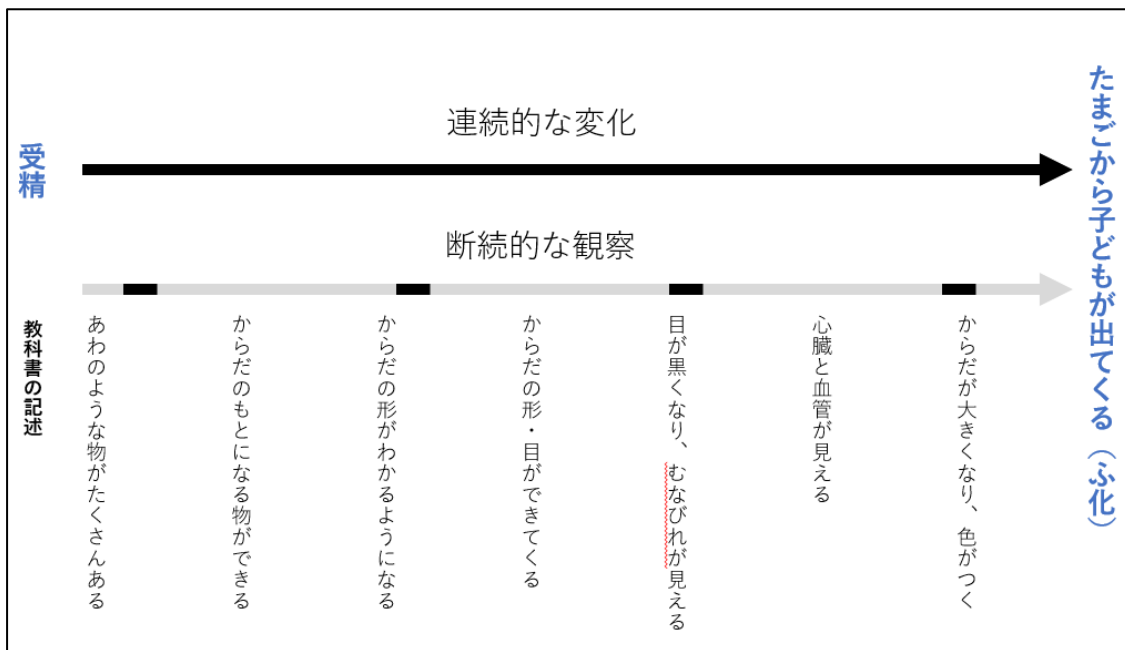 連続的な変化
受精
断続的な観察
教科書の記述
あわのような物がたくさんある
からだのもとになる物ができる
からだの形がわかるようになる
からだの形・目ができてくる
目が黒くなり、むなびれが見える
心臓と血管が見える
からだが大きくなり、色がつく
たまごから子どもが出てくる（ふ化）